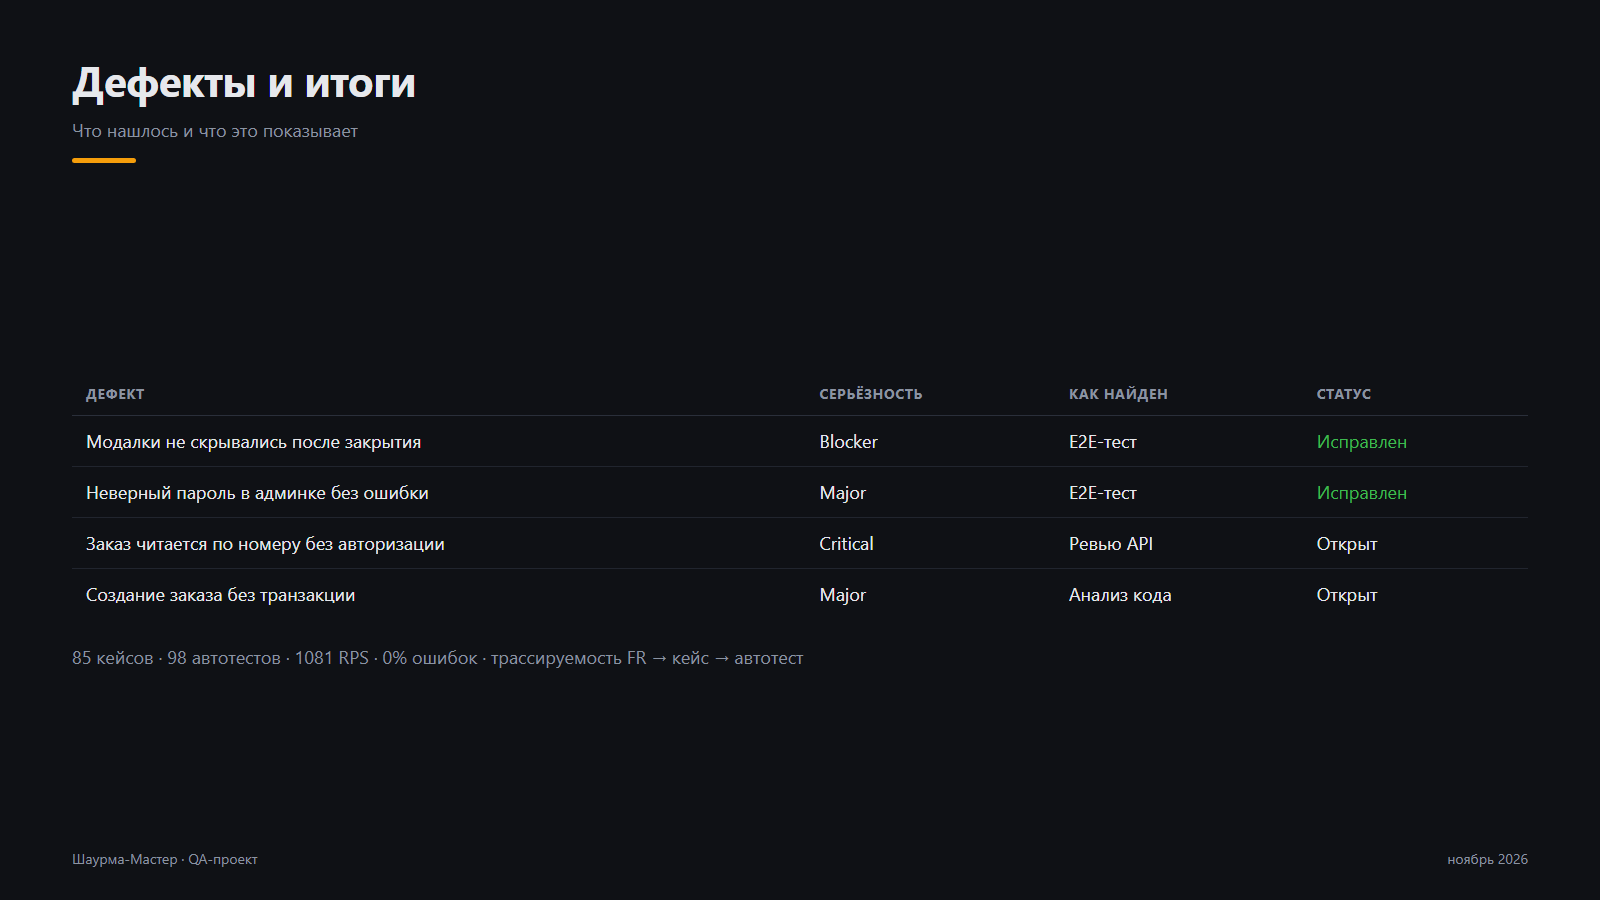 Дефекты и итоги
Что нашлось и что это показывает
ДЕФЕКТ СЕРЬЁЗНОСТЬ КАК НАЙДЕН СТАТУС
Модалки не скрывались после закрытия Blocker E2E-тест Исправлен
Неверный пароль в админке без ошибки Major E2E-тест Исправлен
Заказ читается по номеру без авторизации Critical Ревью API Открыт
Создание заказа без транзакции Major Анализ кода Открыт
85 кейсов · 98 автотестов · 1081 RPS · 0% ошибок · трассируемость FR → кейс → автотест
Шаурма-Мастер · QA-проект ноябрь 2026